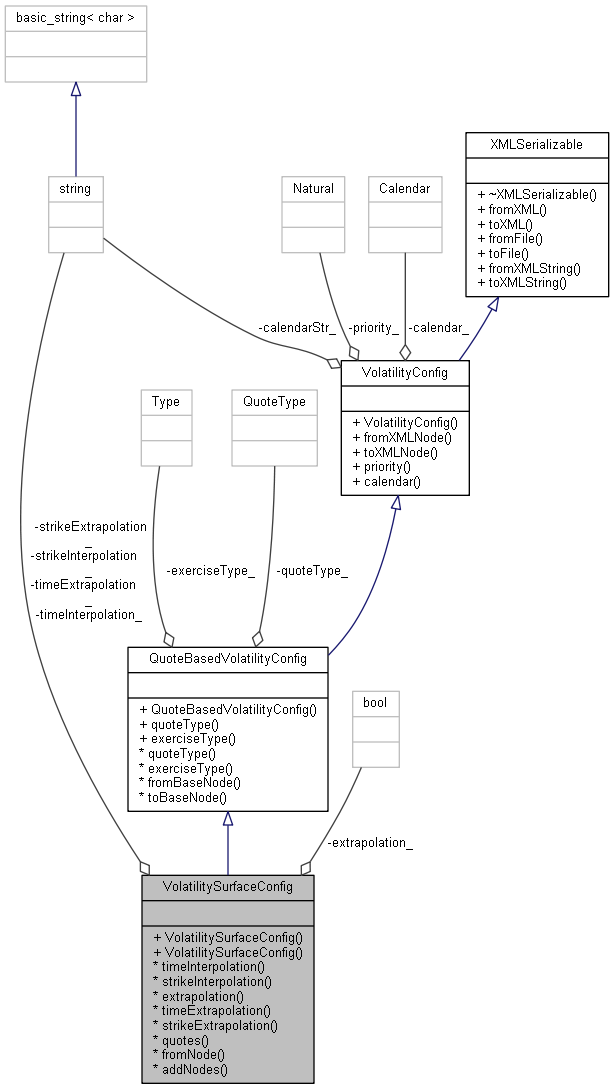 basic_string< char >
XMLSerializable
+ ~XMLSerializable()
+ fromXML()
+ toXML()
+ fromFile()
+ toFile()
+ fromXMLString()
+ toXMLString()
string
Natural
Calendar
-calendarStr_
-priority_
-calendar_
VolatilityConfig
+ VolatilityConfig()
+ fromXMLNode()
+ toXMLNode()
+ priority()
+ calendar()
Type
QuoteType
-strikeExtrapolation
_
-strikeInterpolation
_
-timeExtrapolation
_
-timeInterpolation_
-exerciseType_
-quoteType_
QuoteBasedVolatilityConfig
+ QuoteBasedVolatilityConfig()
+ quoteType()
+ exerciseType()
* quoteType()
* exerciseType()
* fromBaseNode()
* toBaseNode()
bool
-extrapolation_
VolatilitySurfaceConfig
+ VolatilitySurfaceConfig()
+ VolatilitySurfaceConfig()
* timeInterpolation()
* strikeInterpolation()
* extrapolation()
* timeExtrapolation()
* strikeExtrapolation()
* quotes()
* fromNode()
* addNodes()